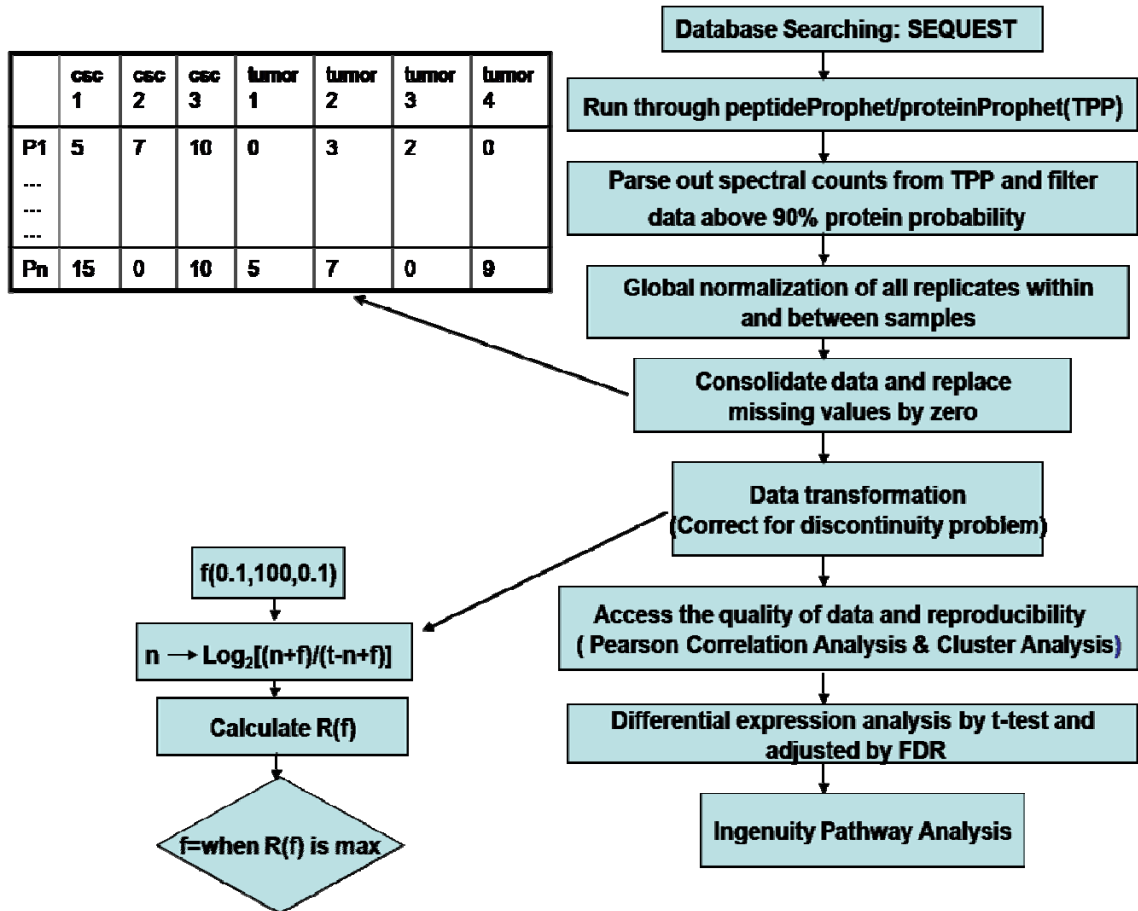 Database Searching: SEQUEST
csc csc csc tumor tumor tumor tumor
1 2 3 1 2 3 4
P1 5 7 10 0 3 2 0
---
---
---
Pn 15 0 10 5 7 0 9
Run through peptideProphet/proteinProphet(TPP)
Parse out spectral counts from TPP and filter
data above 90% protein probability
Global normalization of all replicates within
and between samples
Consolidate data and replace
missing values by zero
Data transformation
(Correct for discontinuity problem)
f(0.1,100,0.1)
n → Log₂[(n+f)/(t-n+f)]
Calculate R(f)
f=when R(f) is max
Access the quality of data and reproducibility
( Pearson Correlation Analysis & Cluster Analysis)
Differential expression analysis by t-test and
adjusted by FDR
Ingenuity Pathway Analysis